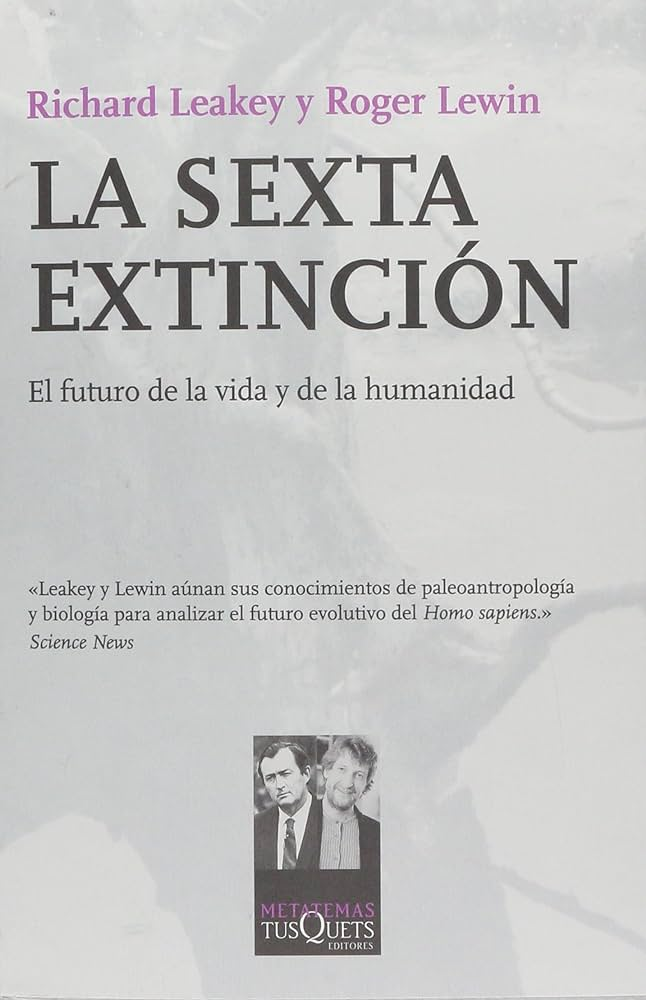 Richard Leakey y Roger Lewin
LA SEXTA
EXTINCIÓN
El futuro de la vida y de la humanidad
«Leakey y Lewin aúnan sus conocimientos de paleoantropología
y biología para analizar el futuro evolutivo del Homo sapiens.»
Science News
METATEMAS
TUSQUETS
EDITORES